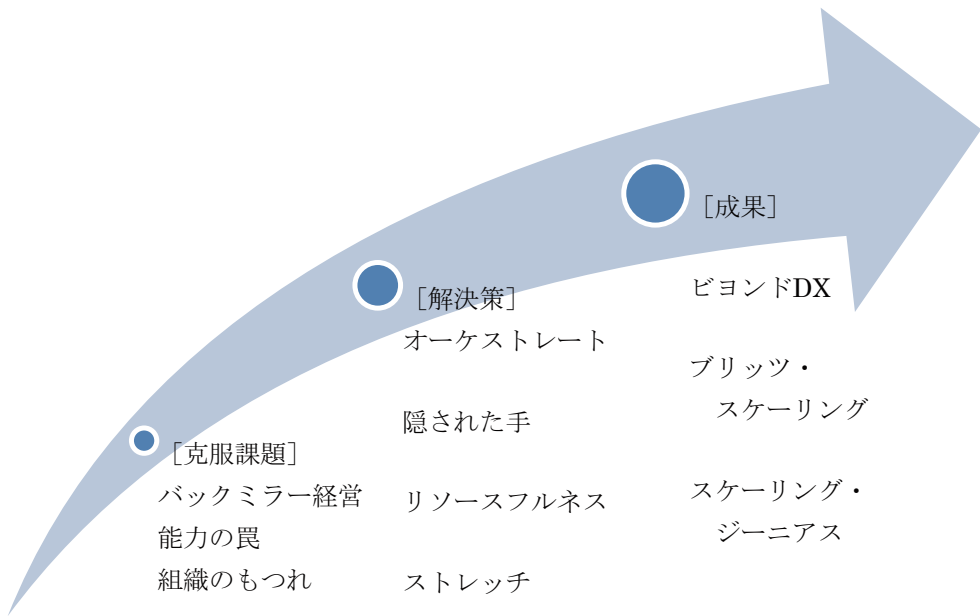 [克服課題]
バックミラー経営
能力の罠
組織のもつれ
[解決策]
オーケストレート
隠された手
リソースフルネス
ストレッチ
[成果]
ビヨンドDX
ブリッツ・
スケーリング
スケーリング・
ジーニアス